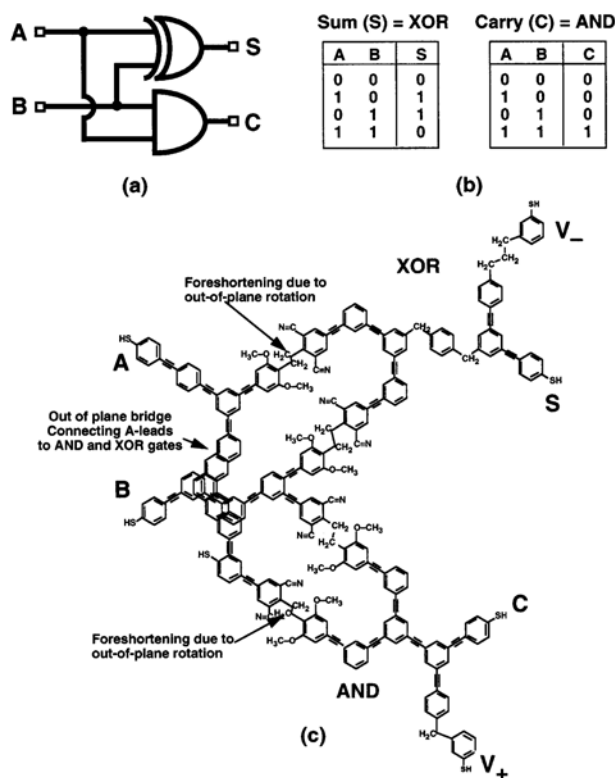 A
B
S
C
(a)
Sum (S) = XOR
A B S
0 0 0
1 0 1
0 1 1
1 1 0
Carry (C) = AND
A B C
0 0 0
1 0 0
0 1 0
1 1 1
(b)
SH
V_
H₂C
CH₂
H₂C
XOR
Foreshortening due to
out-of-plane rotation
N≡C
H₂C
CH₂
C≡N
H₃C—O
O—CH₃
CH₂
CH₂
SH
S
HS
A
Out of plane bridge
Connecting A-leads
to AND and XOR gates
N≡C
C≡N
H₃C—O
O—CH₃
B
HS
HS
C≡N
N≡C
CH₂
H₂C
O—CH₃
H₃C—O
C≡N
N≡C
CH₂
H₂C
O—CH₃
H₃C—O
Foreshortening due to
out-of-plane rotation
C
SH
AND
(c)
H₂C
SH
V₊